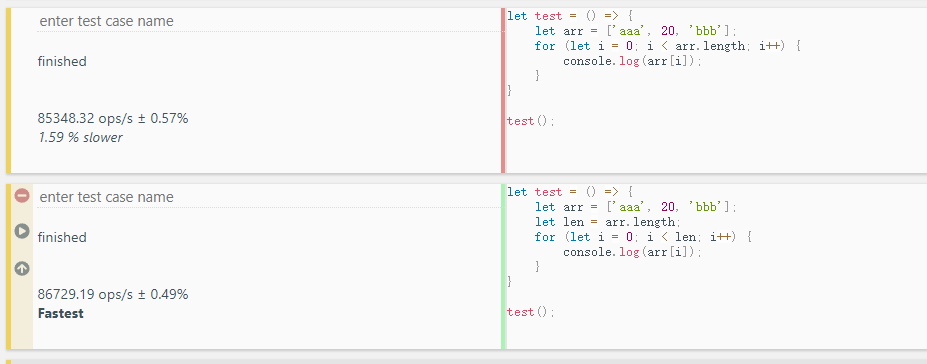 enter test case name
finished
85348.32 ops/s ± 0.57%
1.59 % slower
let test = () => {
    let arr = ['aaa', 20, 'bbb'];
    for (let i = 0; i < arr.length; i++) {
        console.log(arr[i]);
    }
}
test();
enter test case name
finished
86729.19 ops/s ± 0.49%
Fastest
let test = () => {
    let arr = ['aaa', 20, 'bbb'];
    let len = arr.length;
    for (let i = 0; i < len; i++) {
        console.log(arr[i]);
    }
}
test();